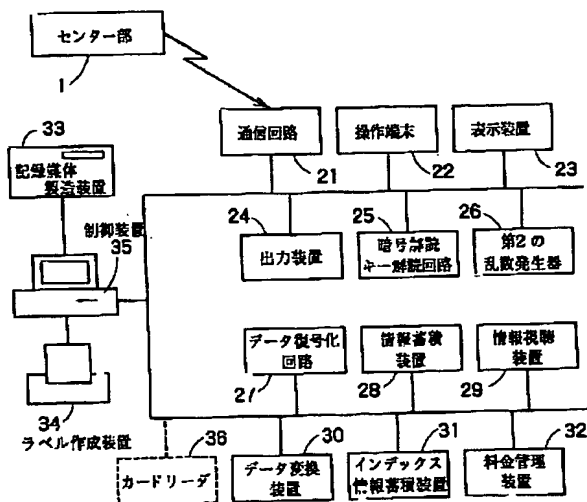 センター部
1
33
記録媒体
製造装置
通信回路
21
操作端末
22
表示装置
23
制御装置
35
24
出力装置
25
暗号解読
キー解読回路
26
第2の
乱数発生器
データ復号化
回路
27
情報蓄積
装置
28
情報視聴
装置
29
34
ラベル作成装置
36
カードリーダ
30
データ変換
装置
31
インデックス
情報蓄積装置
32
料金管理
装置